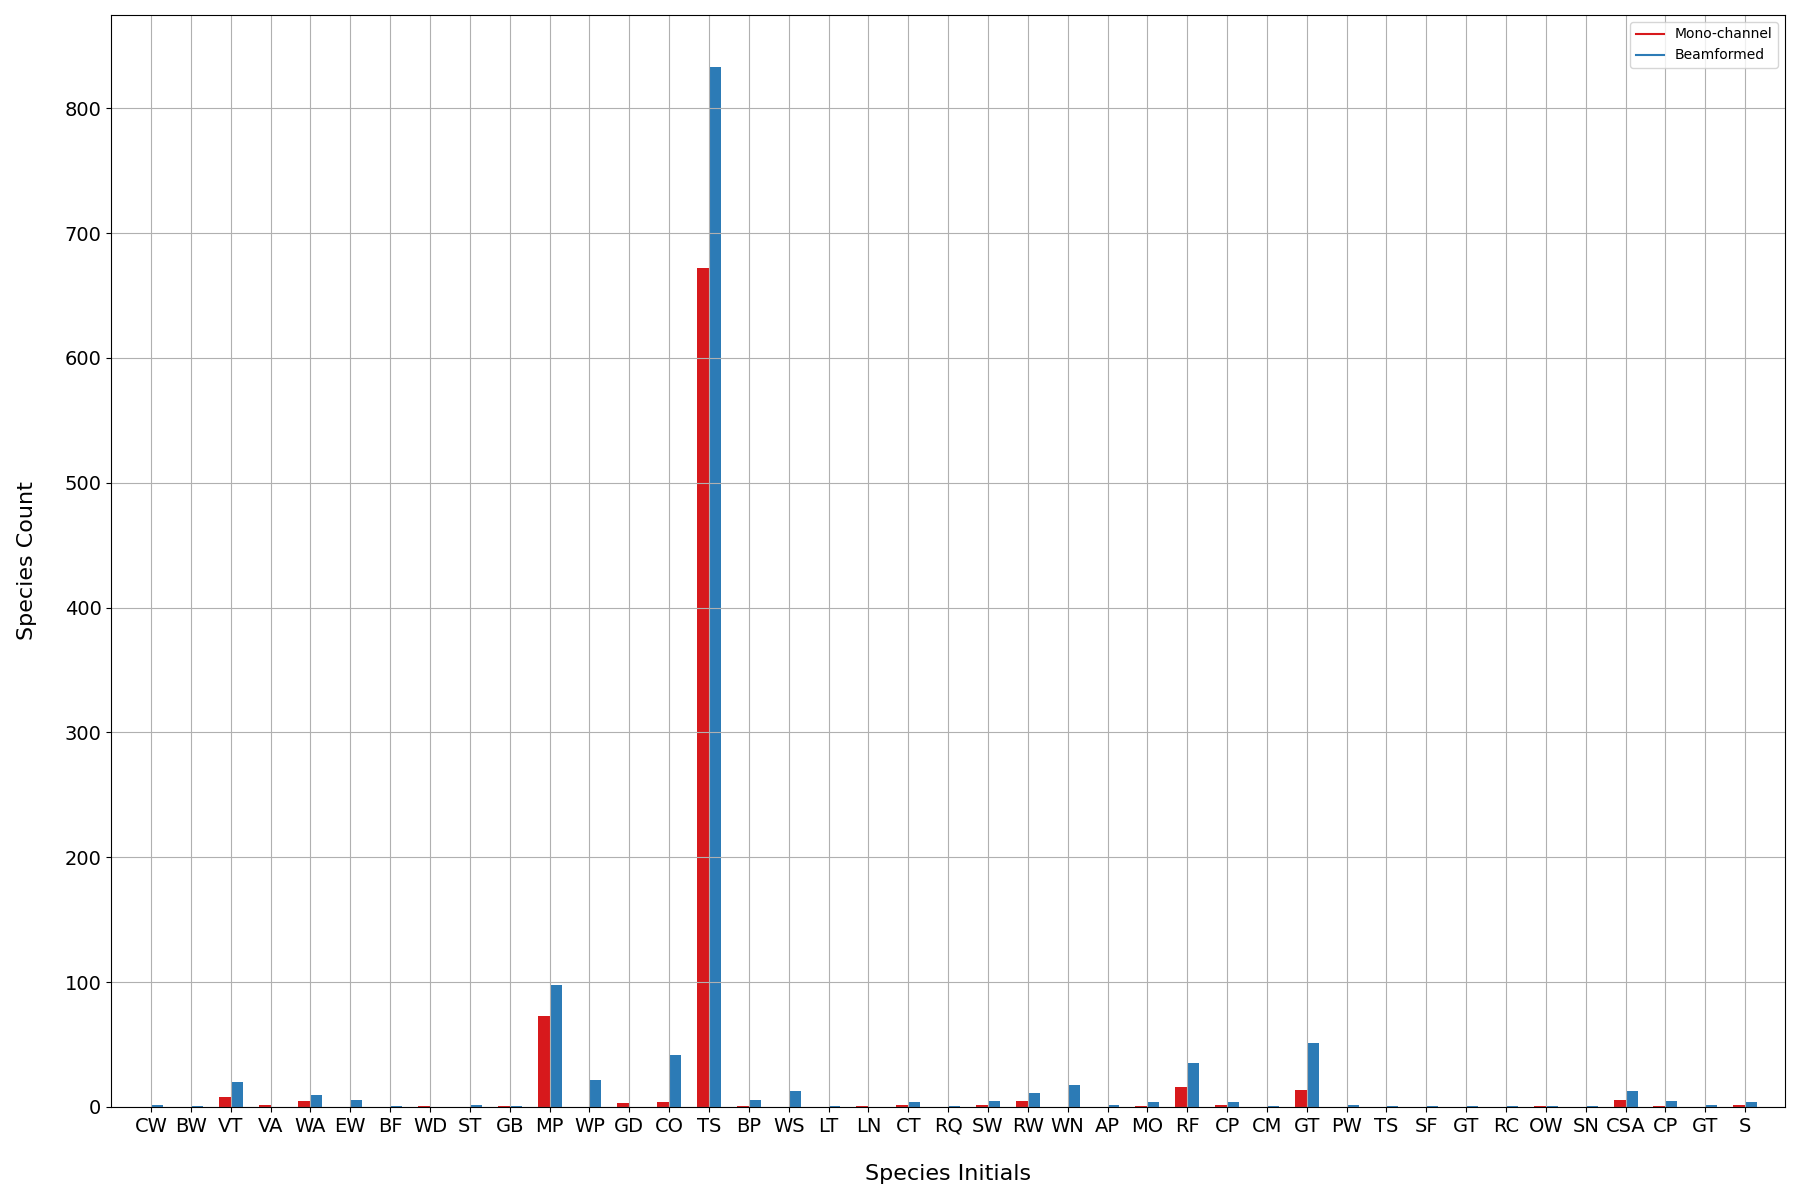 Mono-channel
Beamformed
800
700
600
500
400
300
200
100
0
Species Count
CW BW VT VA WA EW BF WD ST GB MP WP GD CO TS BP WS LT LN CT RQ SW RW WN AP MO RF CP CM GT PW TS SF GT RC OW SN CSA CP GT S
Species Initials